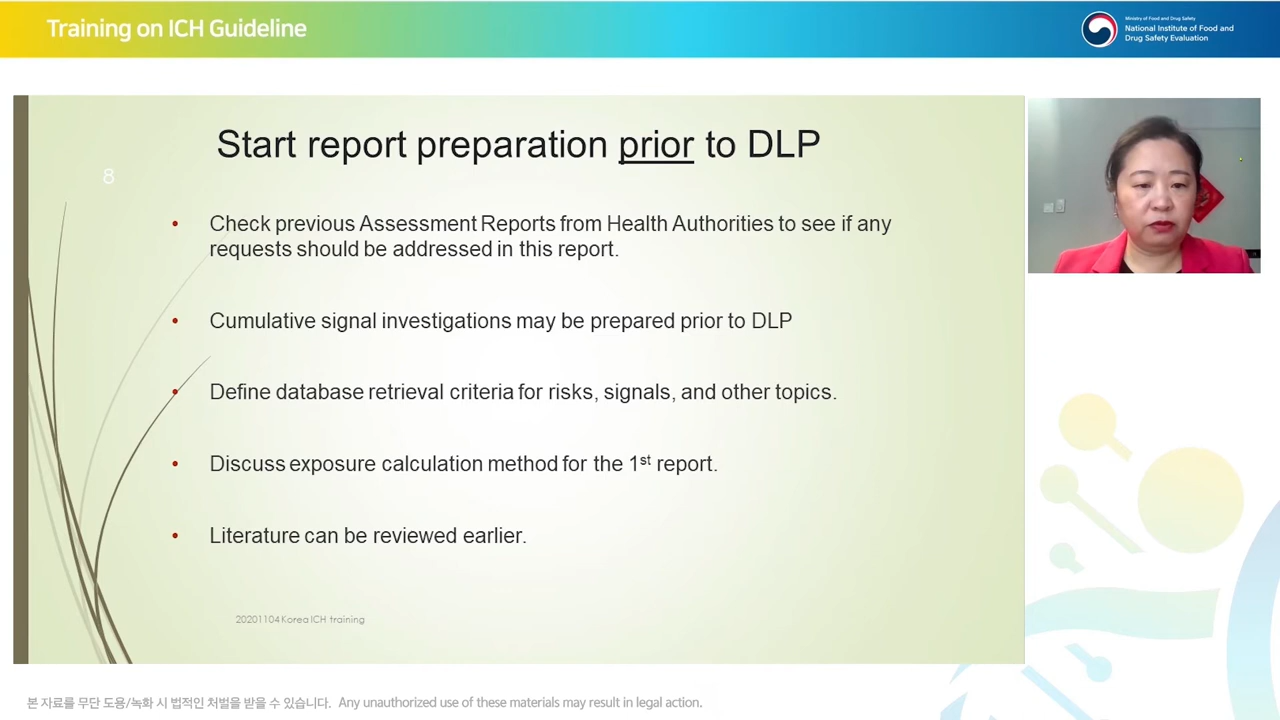 Training on ICH Guideline
Ministry of Food and Drug Safety
National Institute of Food and
Drug Safety Evaluation
Start report preparation prior to DLP
8
• Check previous Assessment Reports from Health Authorities to see if any
requests should be addressed in this report.
• Cumulative signal investigations may be prepared prior to DLP
• Define database retrieval criteria for risks, signals, and other topics.
• Discuss exposure calculation method for the 1st report.
• Literature can be reviewed earlier.
20201104 Korea ICH training
본 자료를 무단 도용/녹화 시 법적인 처벌을 받을 수 있습니다. Any unauthorized use of these materials may result in legal action.